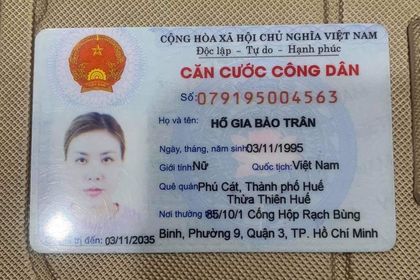 CỘNG HÒA XÃ HỘI CHỦ NGHĨA VIỆT NAM
Độc lập - Tự do - Hạnh phúc
CĂN CƯỚC CÔNG DÂN
Số: 079195004563
Họ và tên: HỒ GIA BẢO TRÂN
Ngày, tháng, năm sinh: 03/11/1995
Giới tính: Nữ Quốc tịch: Việt Nam
Quê quán: Phú Cát, Thành phố Huế
Thừa Thiên Huế
Nơi thường 85/10/1 Cống Hộp Rạch Bùng
Binh, Phường 9, Quận 3, TP. Hồ Chí Minh
trị đến: 03/11/2035